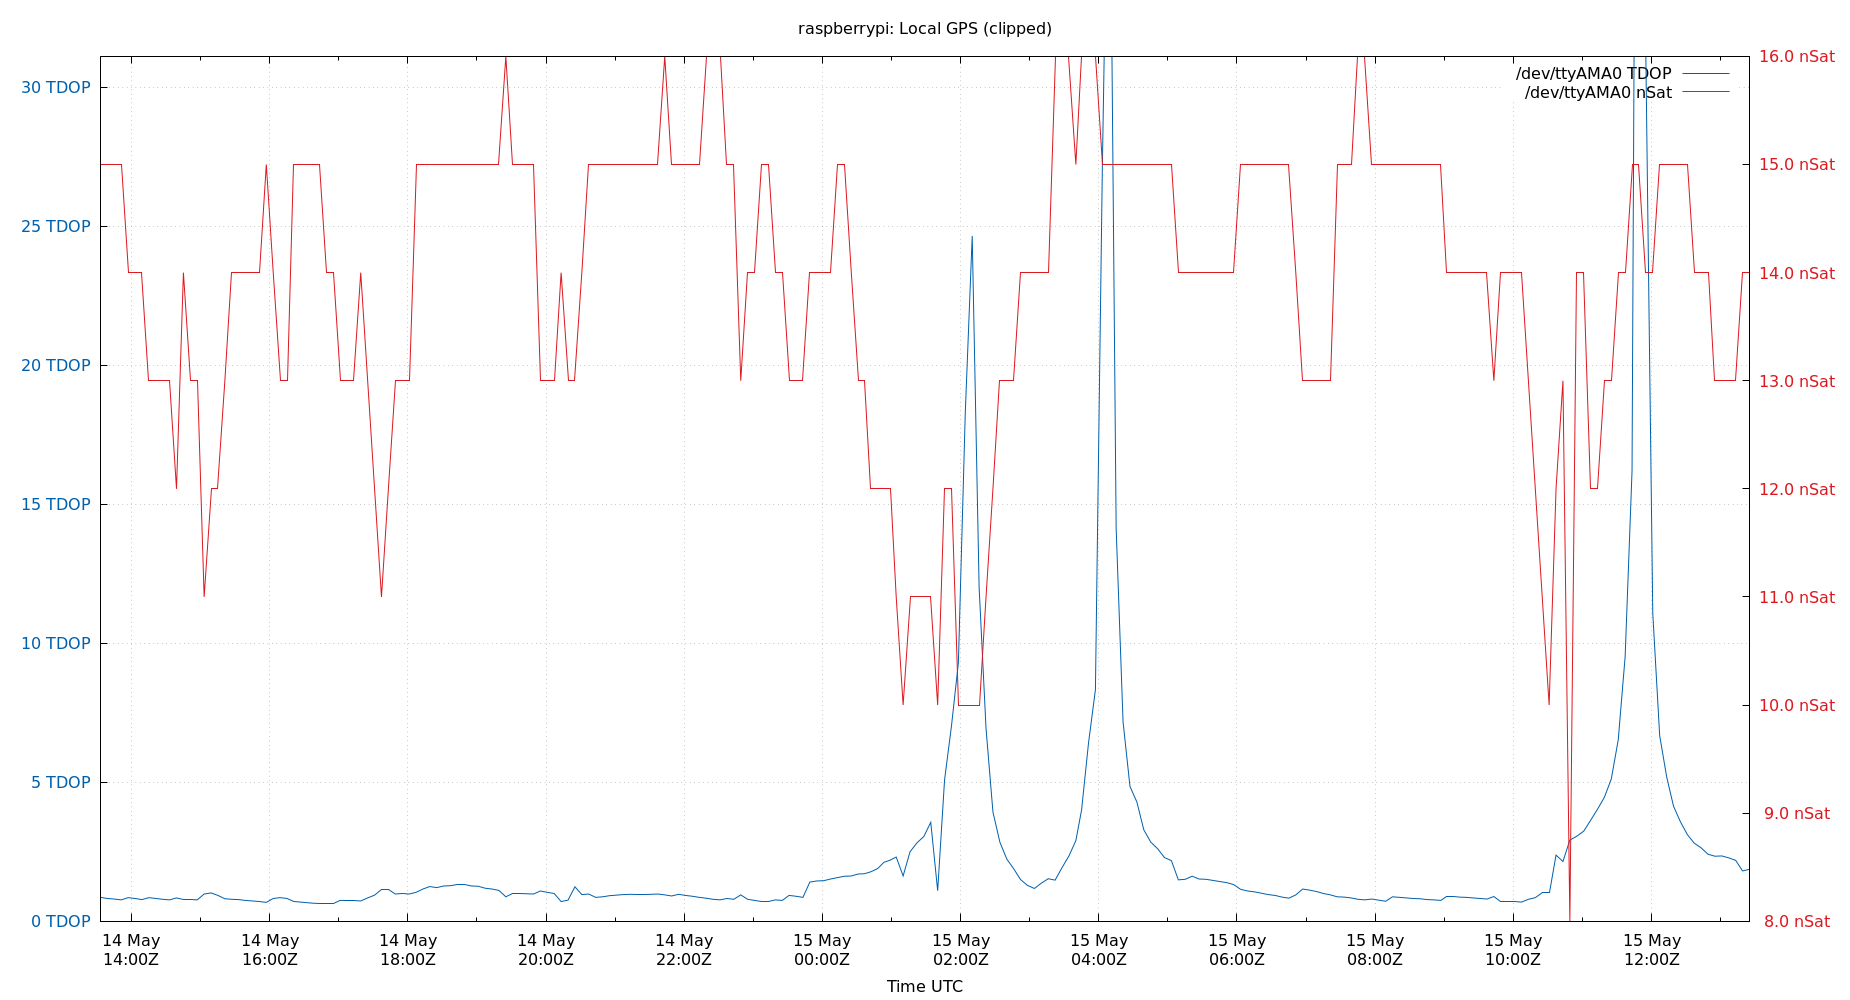 raspberrypi: Local GPS (clipped)
/dev/ttyAMA0 TDOP
/dev/ttyAMA0 nSat
30 TDOP
25 TDOP
20 TDOP
15 TDOP
10 TDOP
5 TDOP
0 TDOP
16.0 nSat
15.0 nSat
14.0 nSat
13.0 nSat
12.0 nSat
11.0 nSat
10.0 nSat
9.0 nSat
8.0 nSat
14 May
14:00Z
14 May
16:00Z
14 May
18:00Z
14 May
20:00Z
14 May
22:00Z
15 May
00:00Z
15 May
02:00Z
15 May
04:00Z
15 May
06:00Z
15 May
08:00Z
15 May
10:00Z
15 May
12:00Z
Time UTC